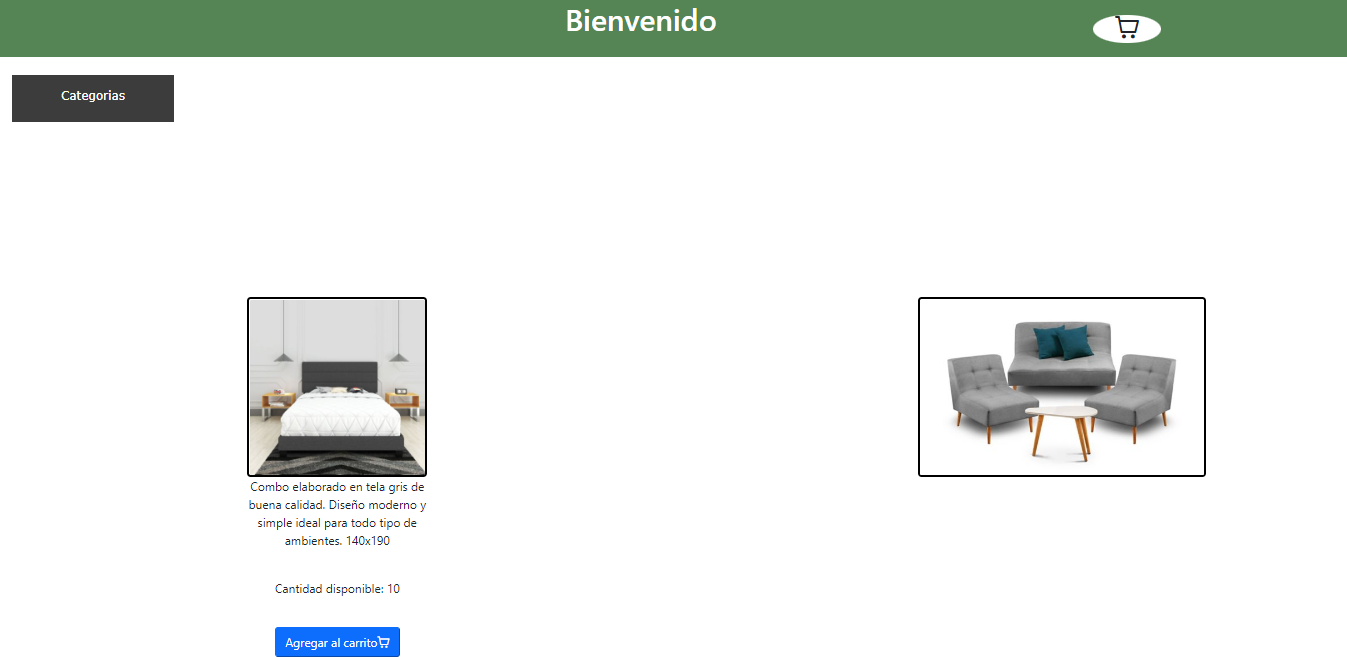 Bienvenido
Categorias
Combo elaborado en tela gris de
buena calidad. Diseño moderno y
simple ideal para todo tipo de
ambientes. 140x190
Cantidad disponible: 10
Agregar al carrito